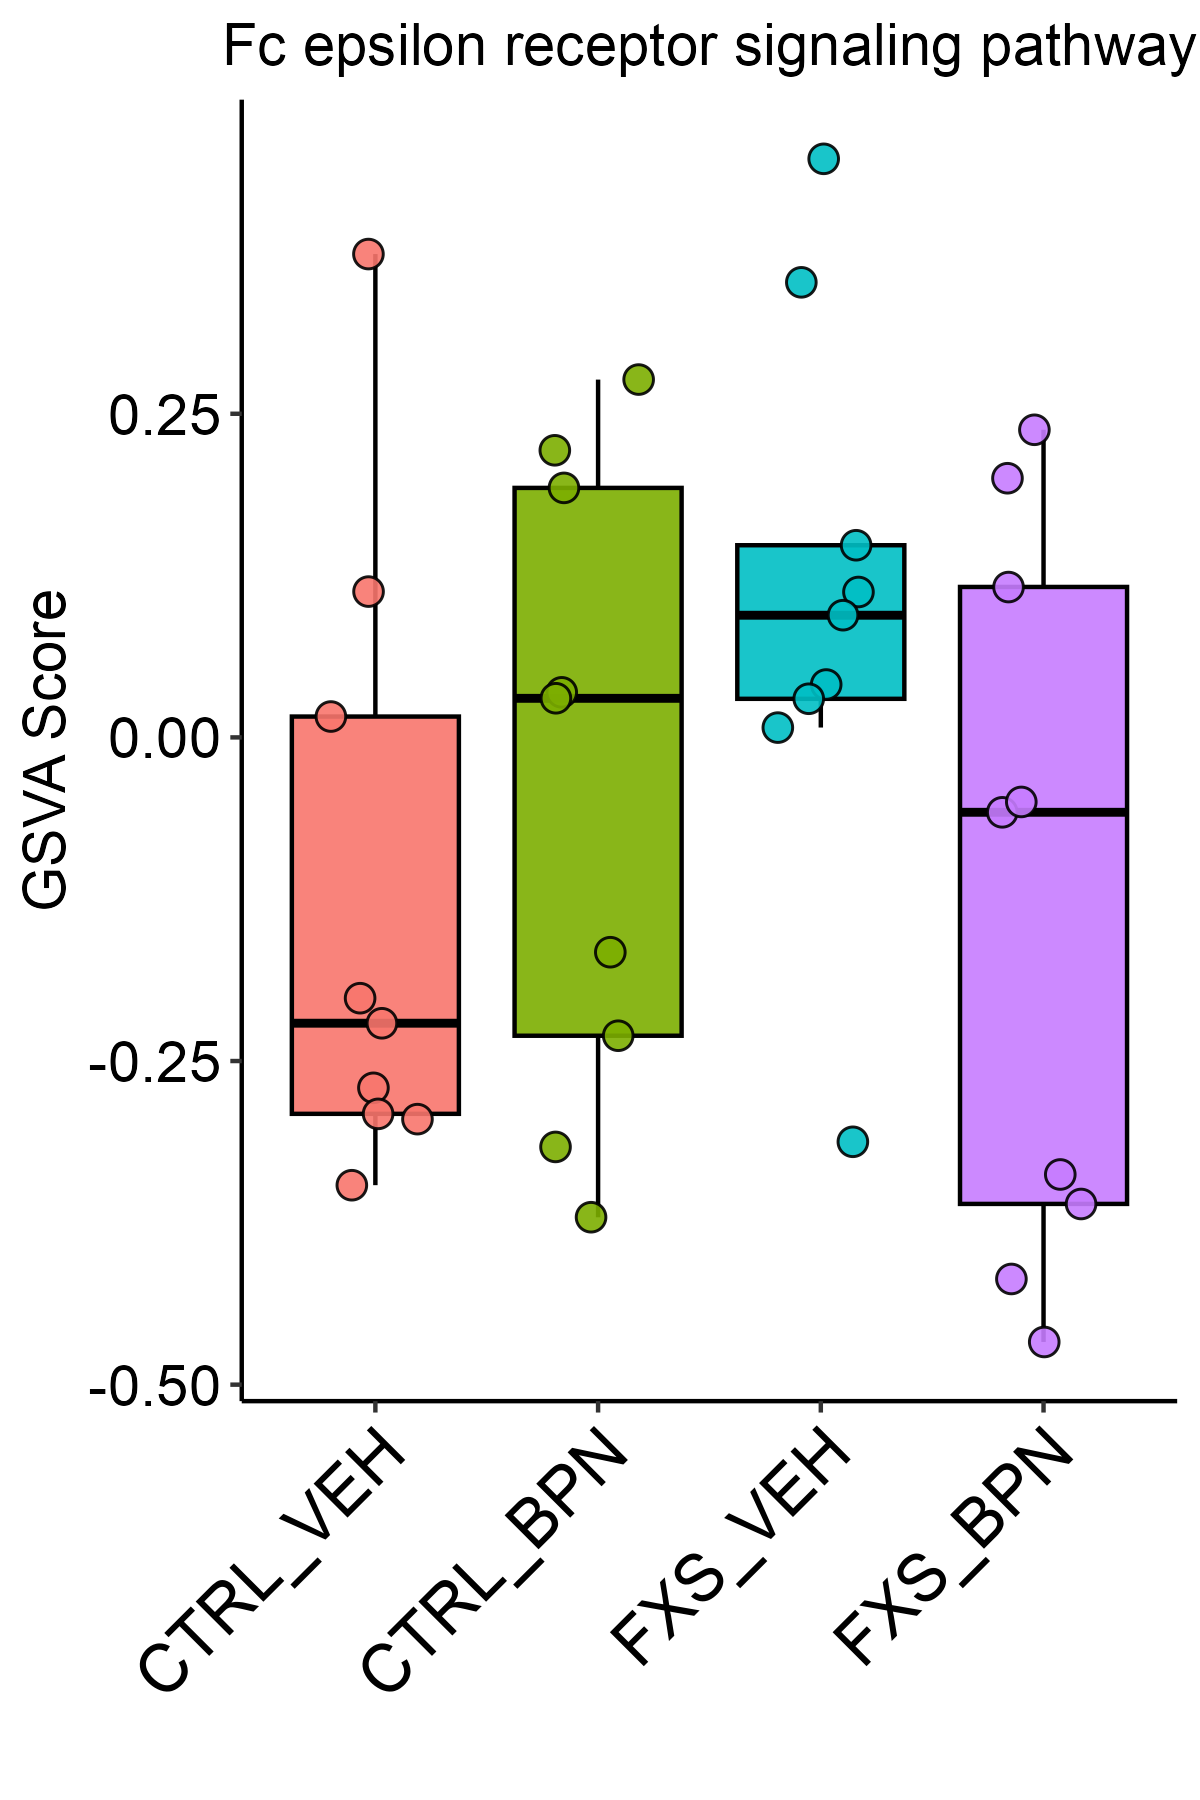 Fc epsilon receptor signaling pathway
GSVA Score
0.25
0.00
-0.25
-0.50
CTRL_VEH
CTRL_BPN
FXS_VEH
FXS_BPN